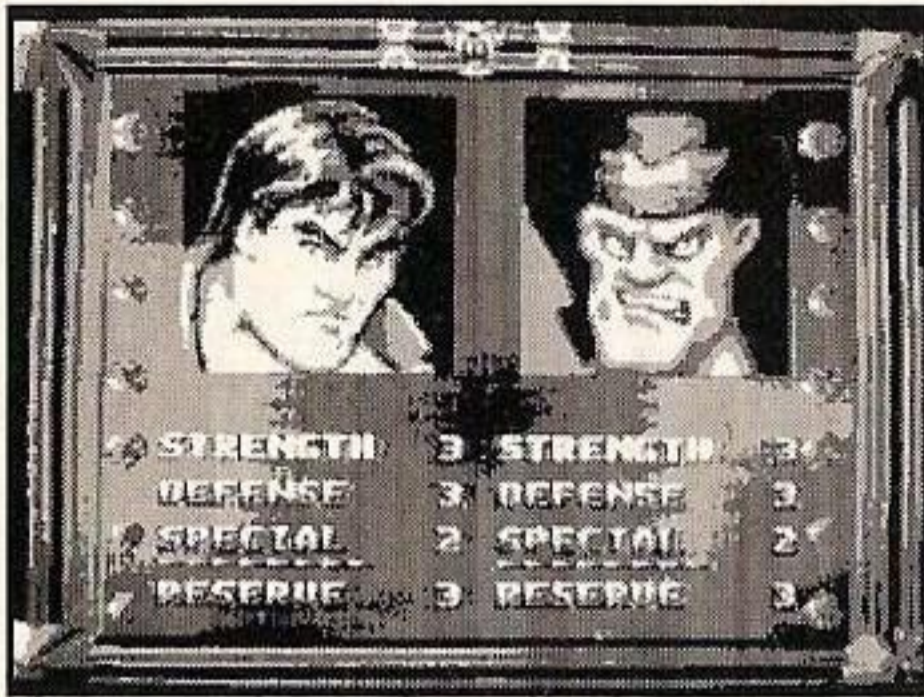 STRENGTH 3 STRENGTH 3
DEFENSE 3 DEFENSE 3
SPECIAL 2 SPECIAL 2
RESERVE 3 RESERVE 3